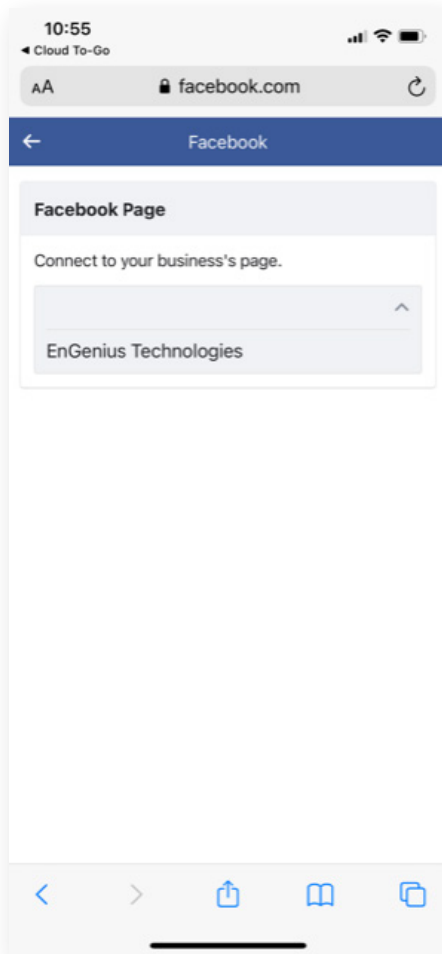 10:55
Cloud To-Go
AA facebook.com
Facebook
Facebook Page
Connect to your business's page.
EnGenius Technologies